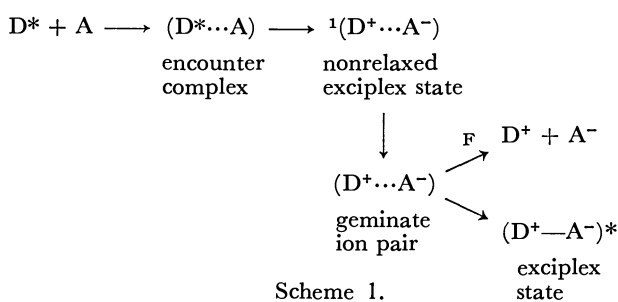 D* + A ⟶ (D*···A) ⟶ ¹(D⁺···A⁻)
encounter complex
nonrelaxed exciplex state
F
D⁺ + A⁻
(D⁺···A⁻)
geminate ion pair
(D⁺—A⁻)*
exciplex state
Scheme 1.